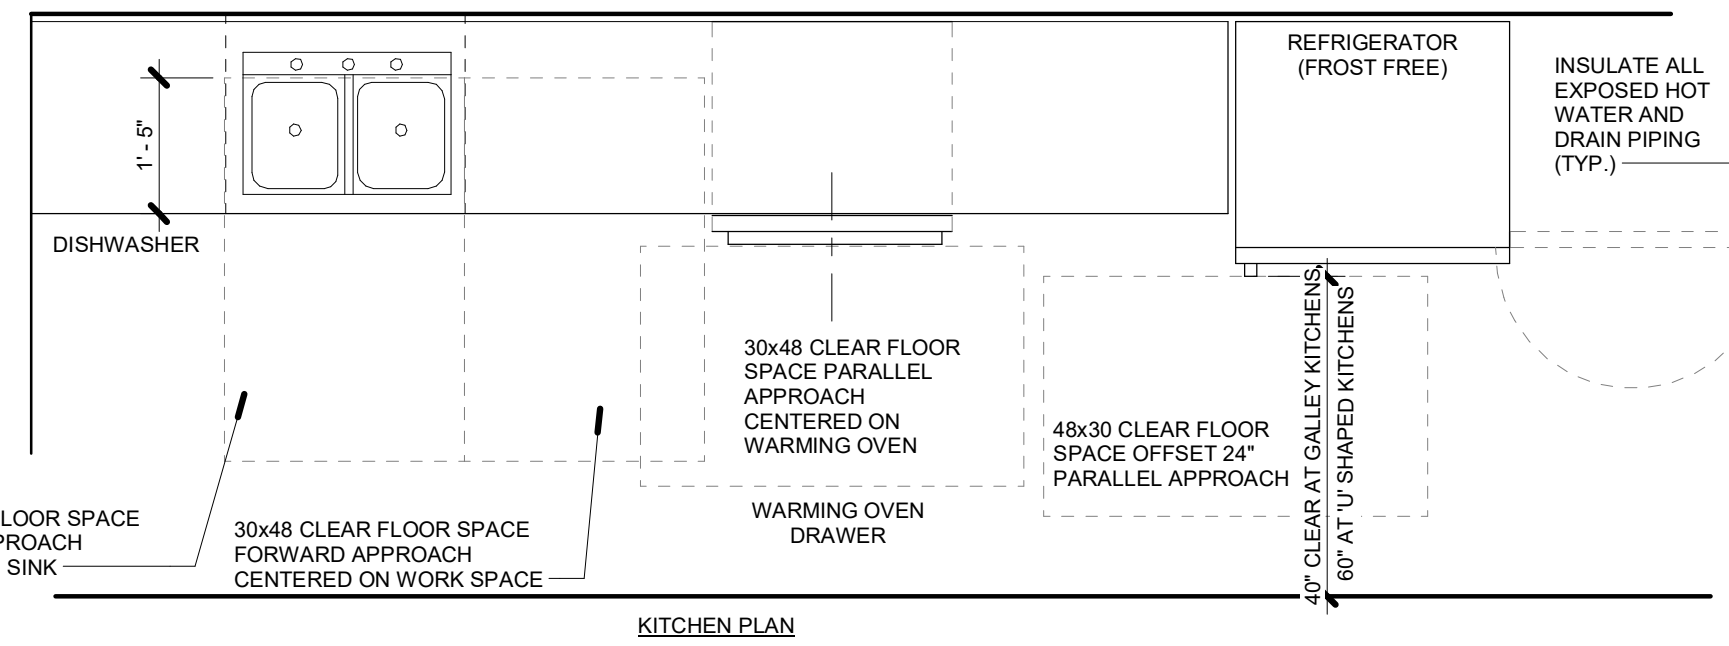 REFRIGERATOR
(FROST FREE)
INSULATE ALL
EXPOSED HOT
WATER AND
DRAIN PIPING
(TYP.)
1' - 5"
DISHWASHER
30x48 CLEAR FLOOR
SPACE PARALLEL
APPROACH
CENTERED ON
WARMING OVEN
48x30 CLEAR FLOOR
SPACE OFFSET 24"
PARALLEL APPROACH
40" CLEAR AT GALLEY KITCHENS,
60" AT 'U' SHAPED KITCHENS
WARMING OVEN
DRAWER
LOOR SPACE
PROACH
SINK
30x48 CLEAR FLOOR SPACE
FORWARD APPROACH
CENTERED ON WORK SPACE
KITCHEN PLAN